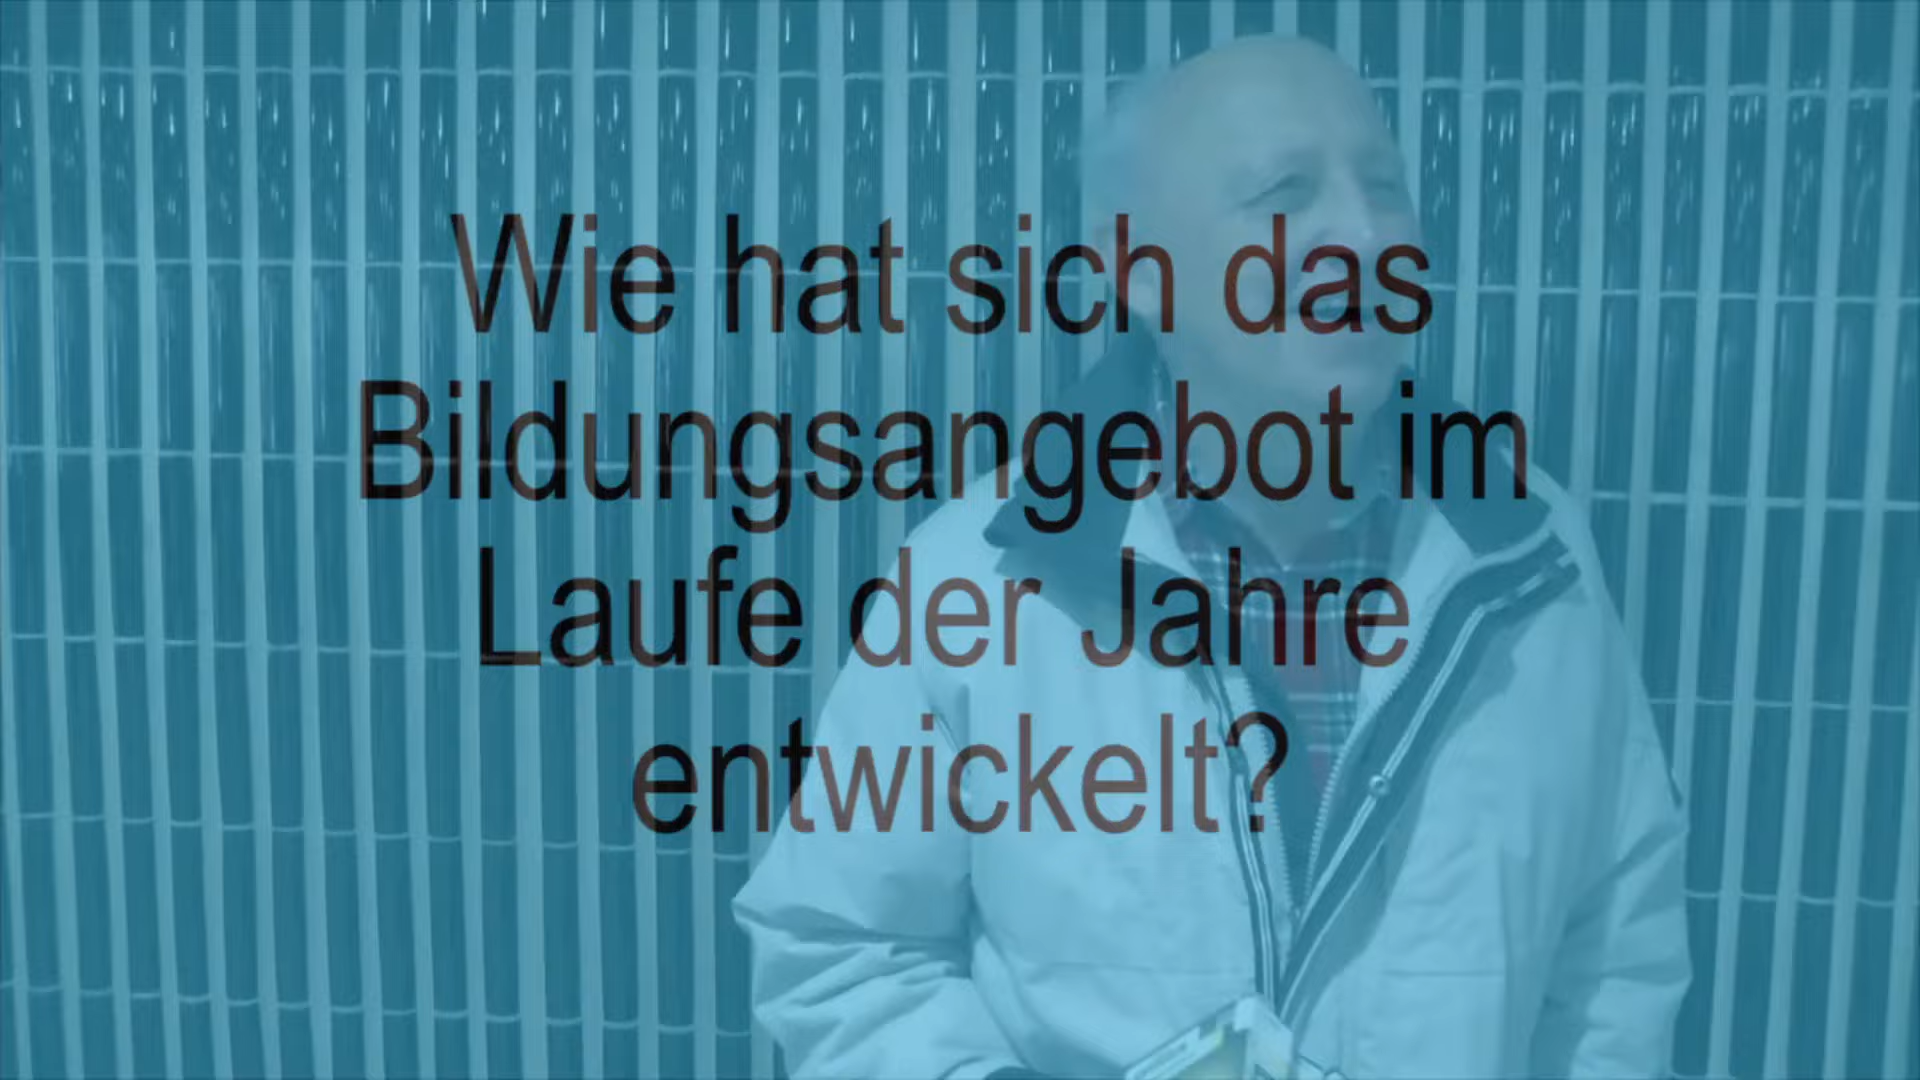 Wie hat sich das
Bildungsangebot im
Laufe der Jahre
entwickelt?